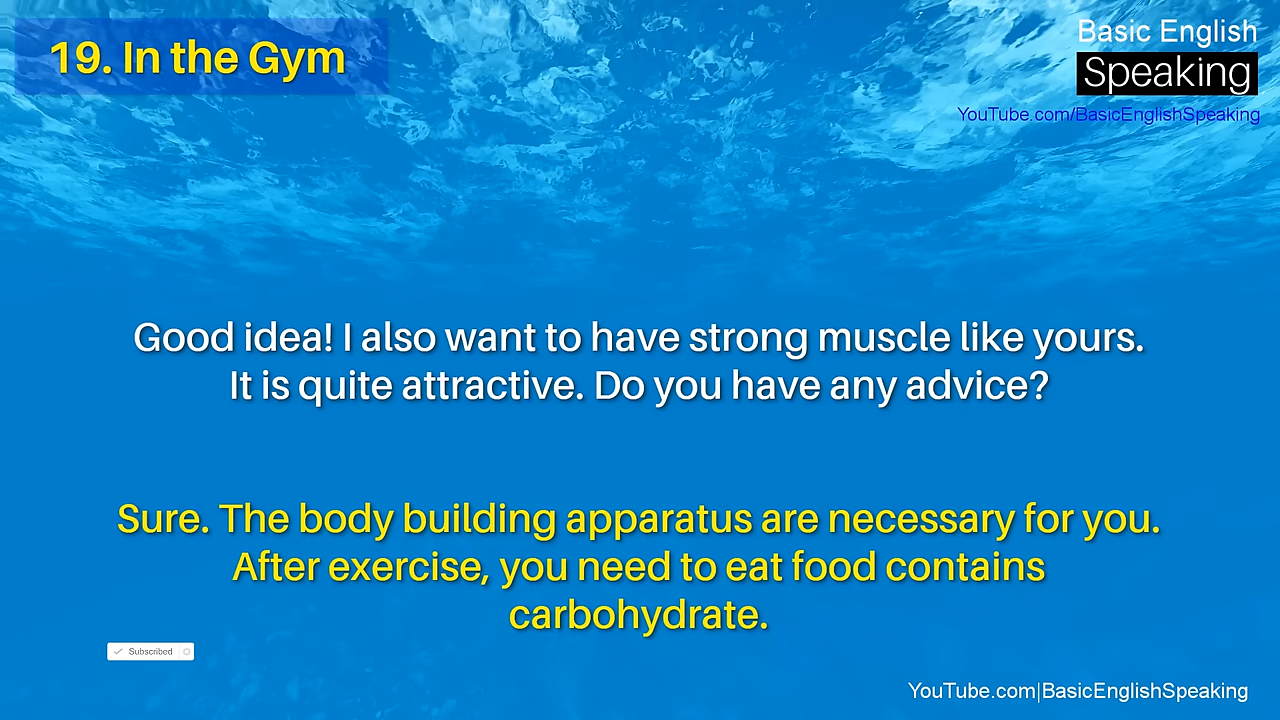 19. In the Gym
Basic English
Speaking
YouTube.com/BasicEnglishSpeaking
Good idea! I also want to have strong muscle like yours.
It is quite attractive. Do you have any advice?
Sure. The body building apparatus are necessary for you.
After exercise, you need to eat food contains
carbohydrate.
Subscribed
YouTube.com|BasicEnglishSpeaking